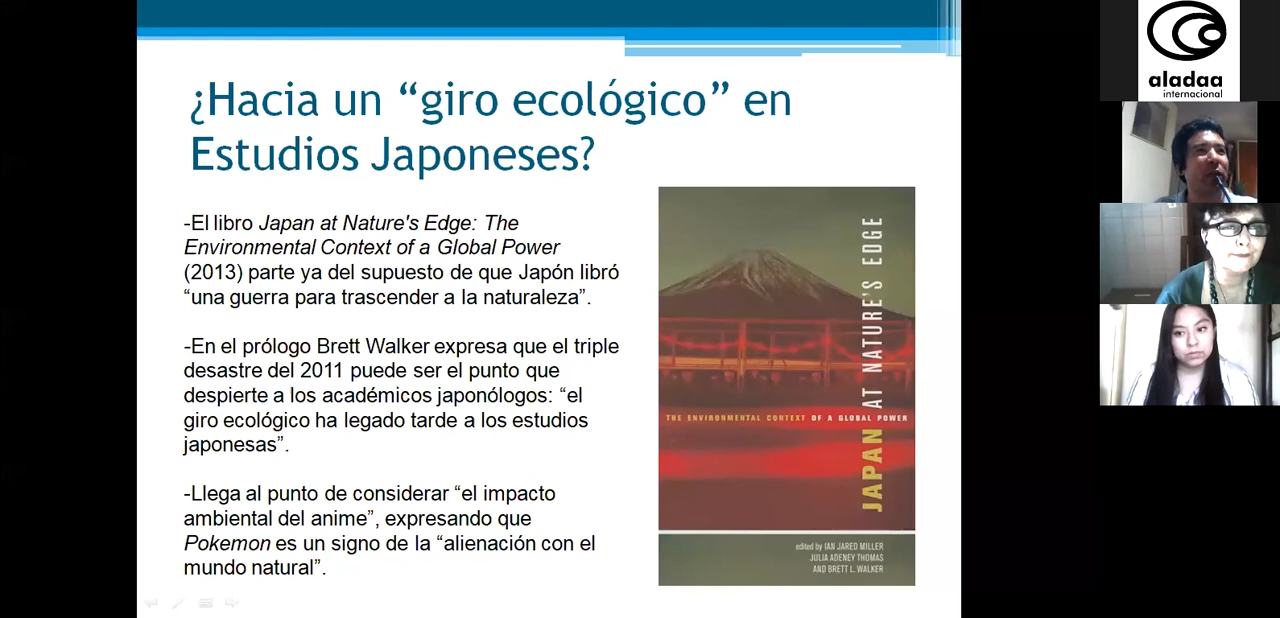 ¿Hacia un “giro ecológico” en
Estudios Japoneses?
-El libro Japan at Nature's Edge: The
Environmental Context of a Global Power
(2013) parte ya del supuesto de que Japón libró
“una guerra para trascender a la naturaleza”.
-En el prólogo Brett Walker expresa que el triple
desastre del 2011 puede ser el punto que
despierte a los académicos japonólogos: “el
giro ecológico ha legado tarde a los estudios
japonesas”.
-Llega al punto de considerar “el impacto
ambiental del anime”, expresando que
Pokemon es un signo de la “alienación con el
mundo natural”.
JAPAN AT NATURE'S EDGE
THE ENVIRONMENTAL CONTEXT OF A GLOBAL POWER
edited by IAN JARED MILLER
JULIA ADENEY THOMAS
AND BRETT L. WALKER
aladaa
internacional